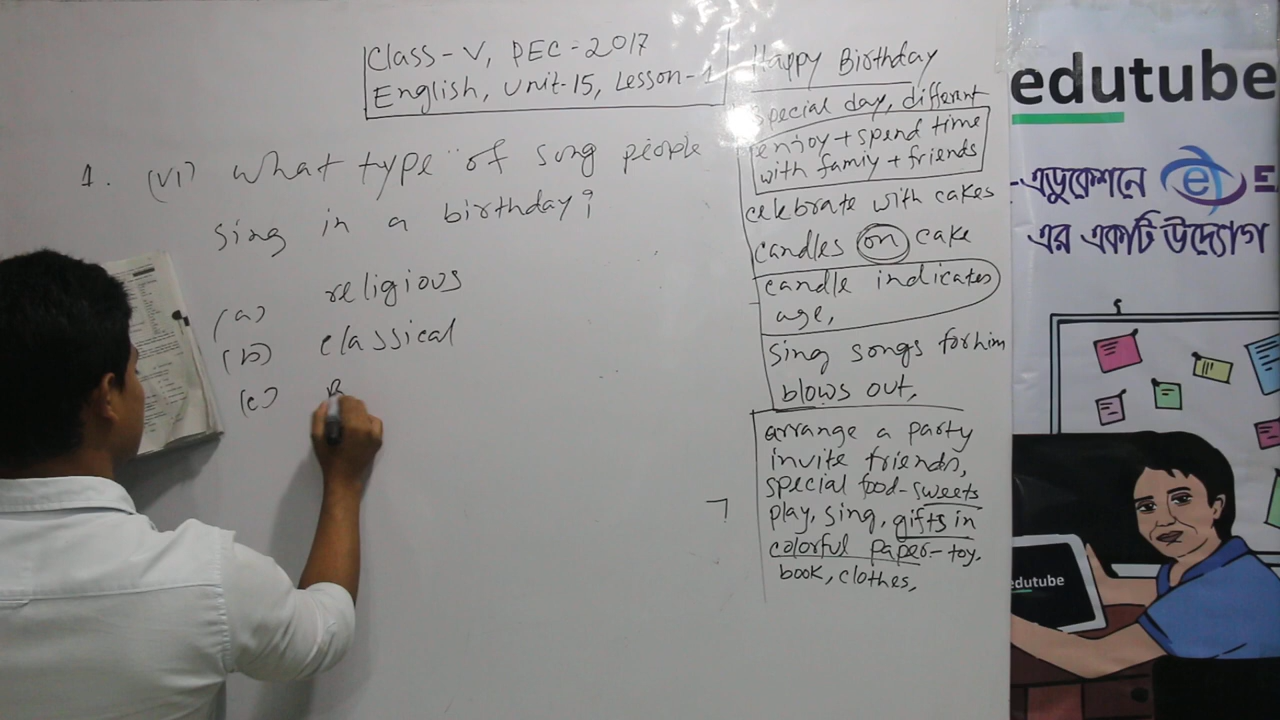 Class-V, PEC-2017
English, Unit-15, Lesson-1
1. (vi) What type of song people
sing in a birthday?
(a) religious
(b) classical
(c) B
Happy Birthday
special day, different
enjoy + spend time
with famiy + friends
celebrate with cakes
candles on cake
candle indicates
age,
sing songs for him
blows out,
arrange a party
invite friends,
special food-sweets
play, sing, gifts in
colorful paper-toy,
book, clothes,
edutube
-এডুকেশনে e E
এর একটি উদ্যোগ
edutube